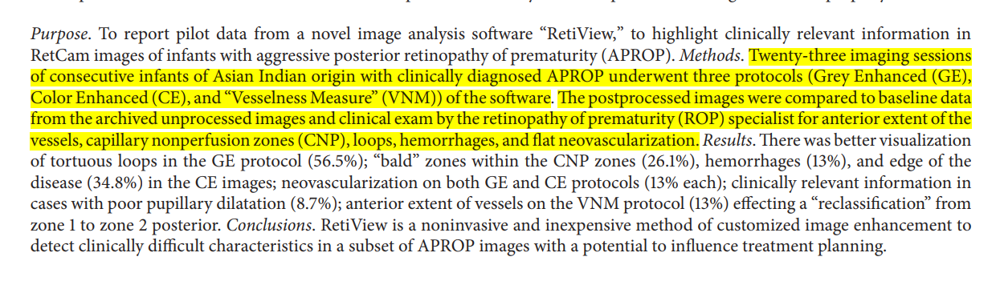 Purpose. To report pilot data from a novel image analysis software “RetiView,” to highlight clinically relevant information in
RetCam images of infants with aggressive posterior retinopathy of prematurity (APROP). Methods. Twenty-three imaging sessions
of consecutive infants of Asian Indian origin with clinically diagnosed APROP underwent three protocols (Grey Enhanced (GE),
Color Enhanced (CE), and “Vesselness Measure” (VNM)) of the software. The postprocessed images were compared to baseline data
from the archived unprocessed images and clinical exam by the retinopathy of prematurity (ROP) specialist for anterior extent of the
vessels, capillary nonperfusion zones (CNP), loops, hemorrhages, and flat neovascularization. Results. There was better visualization
of tortuous loops in the GE protocol (56.5%); “bald” zones within the CNP zones (26.1%), hemorrhages (13%), and edge of the
disease (34.8%) in the CE images; neovascularization on both GE and CE protocols (13% each); clinically relevant information in
cases with poor pupillary dilatation (8.7%); anterior extent of vessels on the VNM protocol (13%) effecting a “reclassification” from
zone 1 to zone 2 posterior. Conclusions. RetiView is a noninvasive and inexpensive method of customized image enhancement to
detect clinically difficult characteristics in a subset of APROP images with a potential to influence treatment planning.